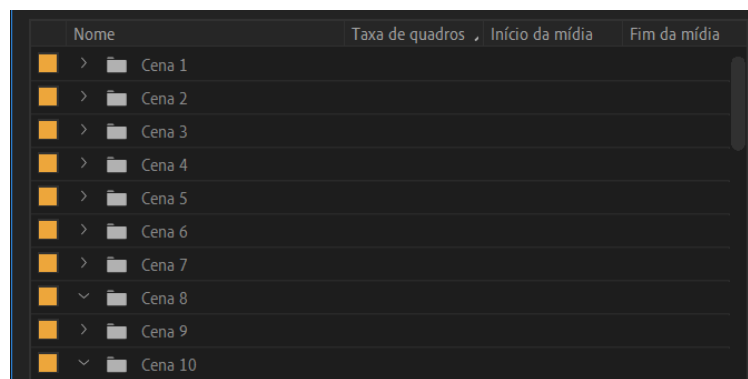 Nome Taxa de quadros Início da mídia Fim da mídia
Cena 1
Cena 2
Cena 3
Cena 4
Cena 5
Cena 6
Cena 7
Cena 8
Cena 9
Cena 10